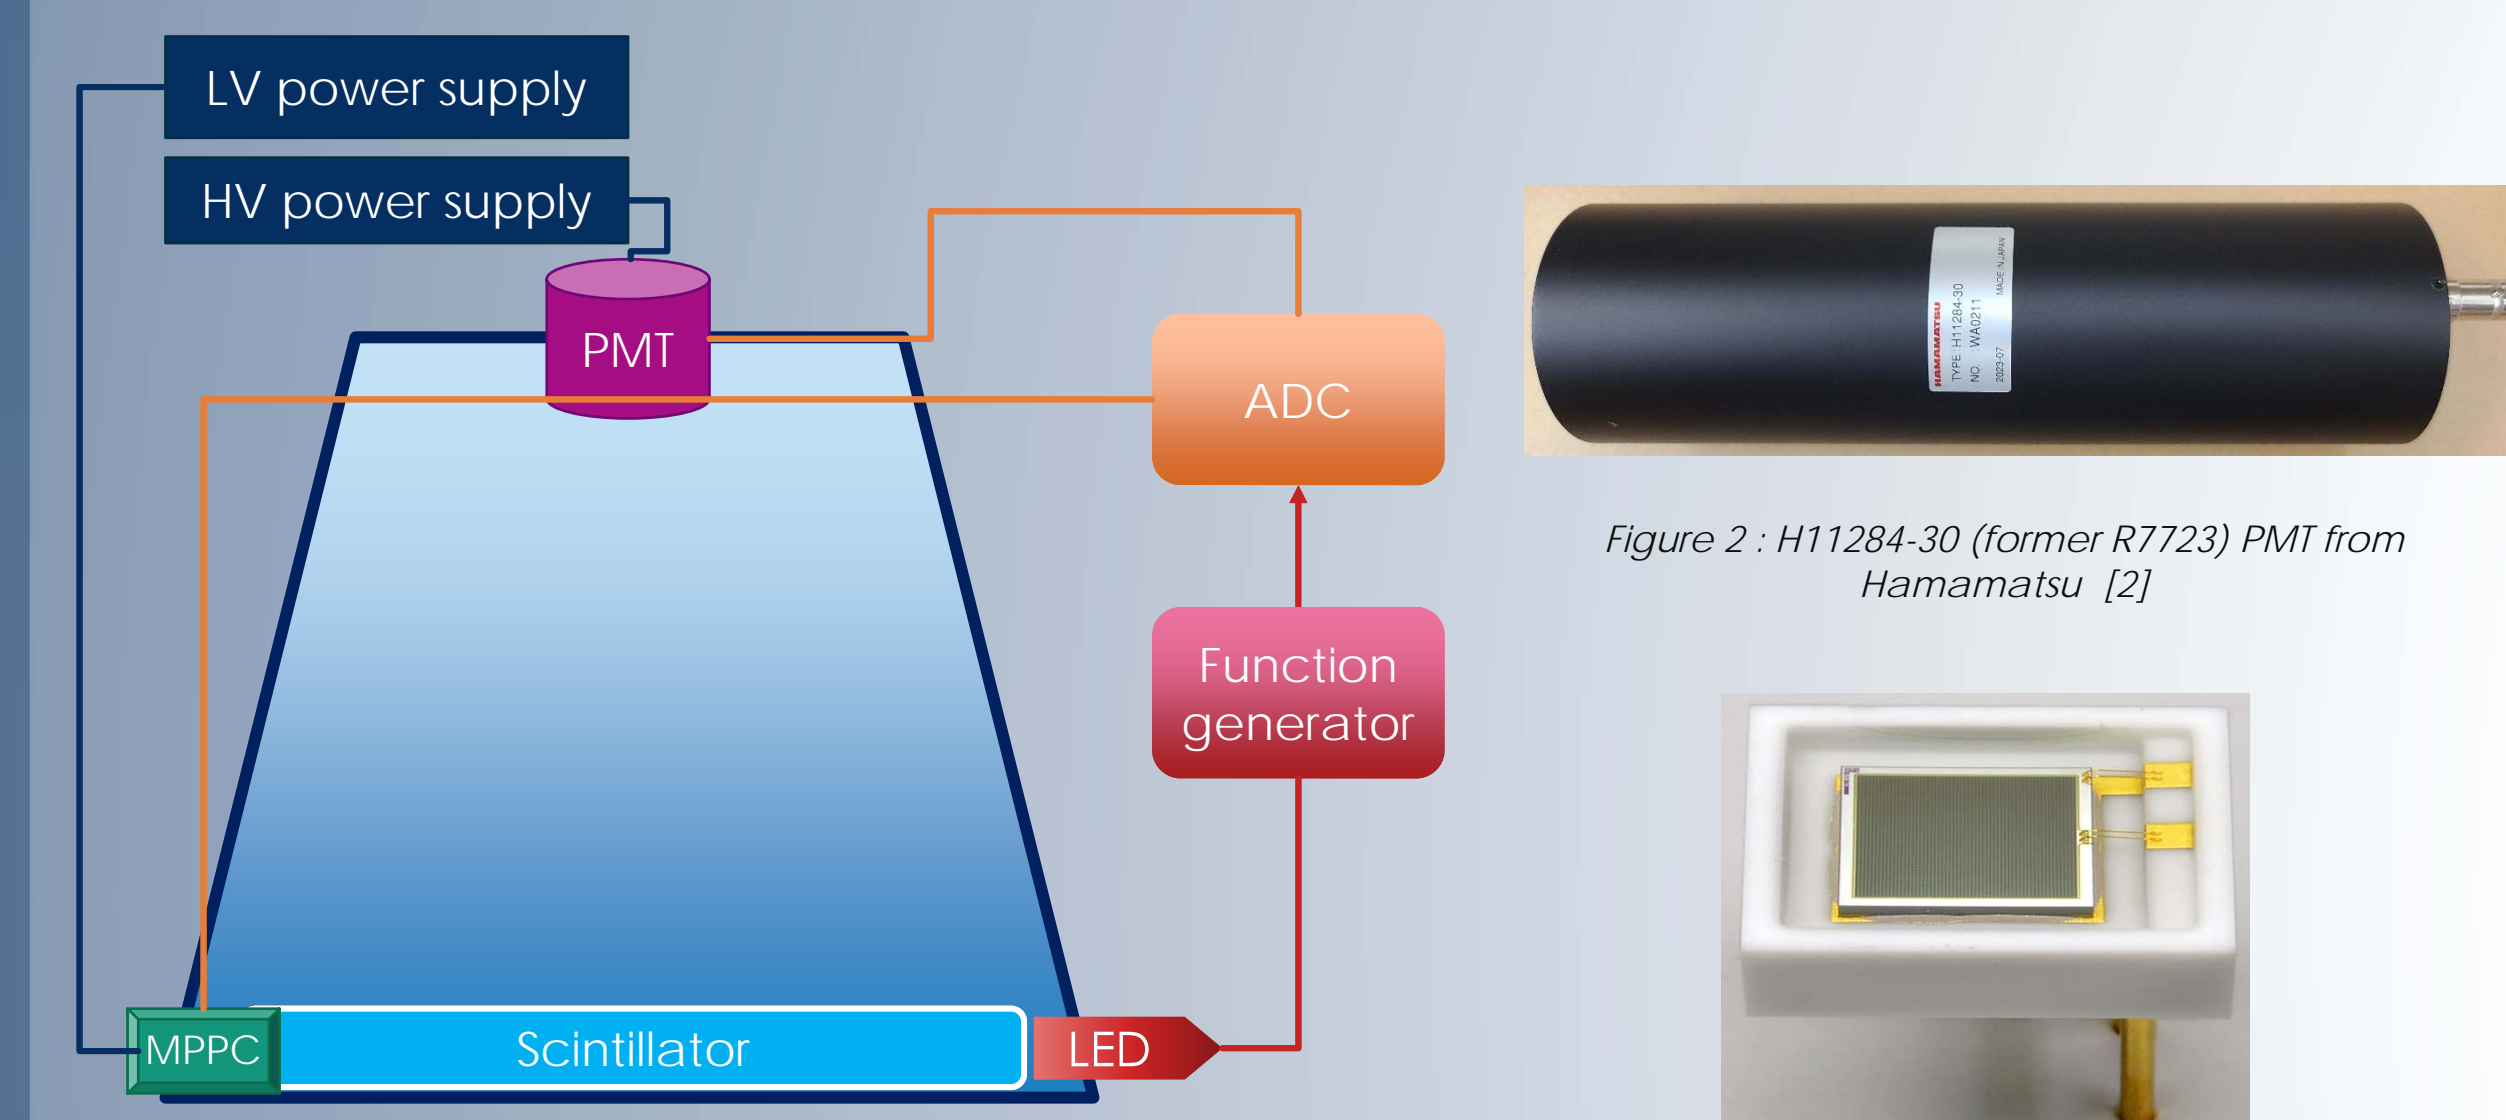 LV power supply
HV power supply
PMT
ADC
Function
generator
MPPC
Scintillator
LED
HAMAMATSU
TYPE : H11284-30
NO. : WA0211
2023-07 MADE IN JAPAN
Figure 2 : H11284-30 (former R7723) PMT from
Hamamatsu [2]